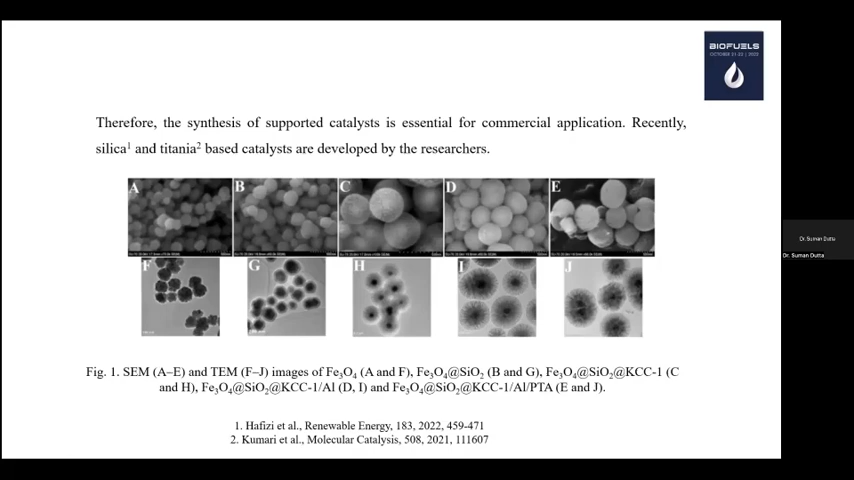 BIOFUELS
OCTOBER 21-22 | 2022
Therefore, the synthesis of supported catalysts is essential for commercial application. Recently,
silica¹ and titania² based catalysts are developed by the researchers.
A B C D E
F G H I J
Fig. 1. SEM (A–E) and TEM (F–J) images of Fe₃O₄ (A and F), Fe₃O₄@SiO₂ (B and G), Fe₃O₄@SiO₂@KCC-1 (C
and H), Fe₃O₄@SiO₂@KCC-1/Al (D, I) and Fe₃O₄@SiO₂@KCC-1/Al/PTA (E and J).
1. Hafizi et al., Renewable Energy, 183, 2022, 459-471
2. Kumari et al., Molecular Catalysis, 508, 2021, 111607
Dr. Suman Dutta
Dr. Suman Dutta